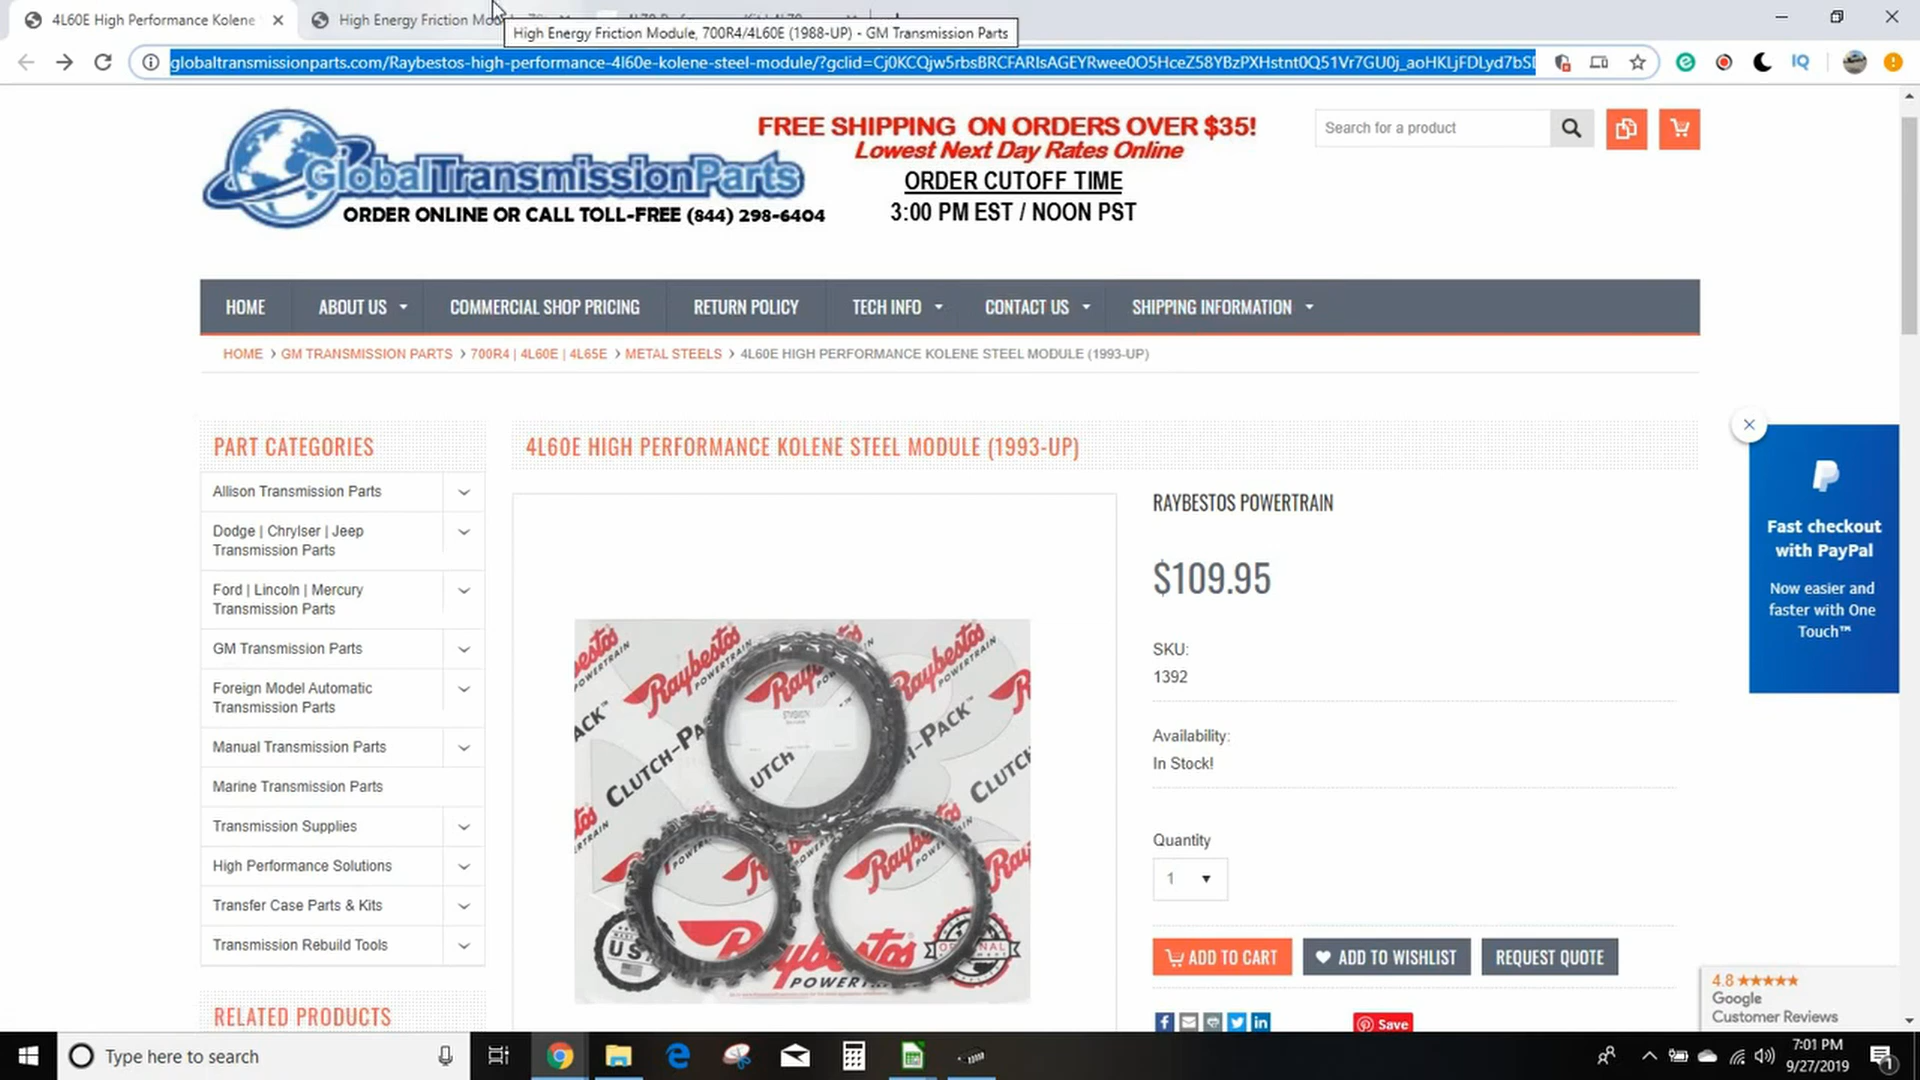 4L60E High Performance Kolene
High Energy Friction Mod
High Energy Friction Module, 700R4/4L60E (1988-UP) - GM Transmission Parts
globaltransmissionparts.com/Raybestos-high-performance-4l60e-kolene-steel-module/?gclid=Cj0KCQjw5rbsBRCFARIsAGEYRwee0O5HceZ58YBzPXHstnt0Q51Vr7GU0j_aoHKLjFDLyd7bSD
IQ
GlobalTransmissionParts
ORDER ONLINE OR CALL TOLL-FREE (844) 298-6404
FREE SHIPPING ON ORDERS OVER $35!
Lowest Next Day Rates Online
ORDER CUTOFF TIME
3:00 PM EST / NOON PST
Search for a product
HOME
ABOUT US
COMMERCIAL SHOP PRICING
RETURN POLICY
TECH INFO
CONTACT US
SHIPPING INFORMATION
HOME > GM TRANSMISSION PARTS > 700R4 | 4L60E | 4L65E > METAL STEELS > 4L60E HIGH PERFORMANCE KOLENE STEEL MODULE (1993-UP)
PART CATEGORIES
Allison Transmission Parts
Dodge | Chrylser | Jeep
Transmission Parts
Ford | Lincoln | Mercury
Transmission Parts
GM Transmission Parts
Foreign Model Automatic
Transmission Parts
Manual Transmission Parts
Marine Transmission Parts
Transmission Supplies
High Performance Solutions
Transfer Case Parts & Kits
Transmission Rebuild Tools
RELATED PRODUCTS
4L60E HIGH PERFORMANCE KOLENE STEEL MODULE (1993-UP)
Raybestos
POWERTRAIN
CLUTCH-PACK
RAYBESTOS POWERTRAIN
$109.95
SKU:
1392
Availability:
In Stock!
Quantity
1
ADD TO CART
ADD TO WISHLIST
REQUEST QUOTE
Save
Fast checkout
with PayPal
Now easier and
faster with One
Touch™
4.8 ★★★★★
Google
Customer Reviews
Type here to search
7:01 PM
9/27/2019
1